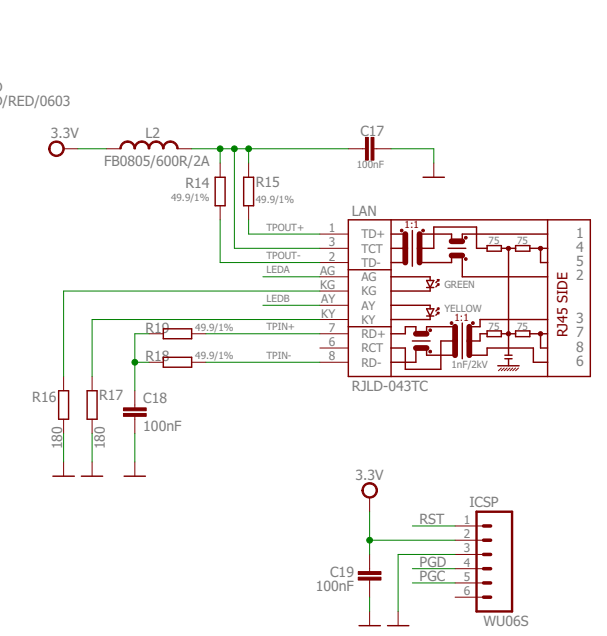 /RED/0603
3.3V
L2
FB0805/600R/2A
C17
100nF
R14
49.9/1%
R15
49.9/1%
LAN
TPOUT+
1
TD+
1:1
75
75
1
3
TCT
4
TPOUT-
2
TD-
5
LEDA
AG
AG
GREEN
2
KG
KG
LEDB
AY
AY
YELLOW
KY
KY
1:1
3
R19
49.9/1%
TPIN+
7
RD+
75
75
7
6
RCT
8
R18
49.9/1%
TPIN-
8
RD-
1nF/2kV
6
RJ45 SIDE
RJLD-043TC
R16
180
R17
180
C18
100nF
3.3V
ICSP
RST
1
2
3
PGD
4
PGC
5
6
C19
100nF
WU06S